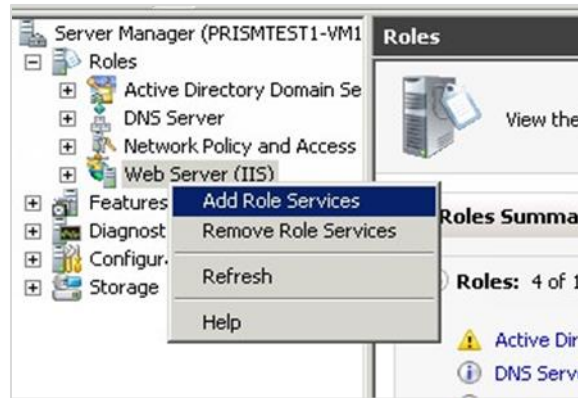 Server Manager (PRISMTEST1-VM1
Roles
Active Directory Domain Se
DNS Server
Network Policy and Access
Web Server (IIS)
Features
Diagnost
Configur
Storage
Add Role Services
Remove Role Services
Refresh
Help
Roles
View the
Roles Summa
Roles: 4 of 1
Active Dir
DNS Serv